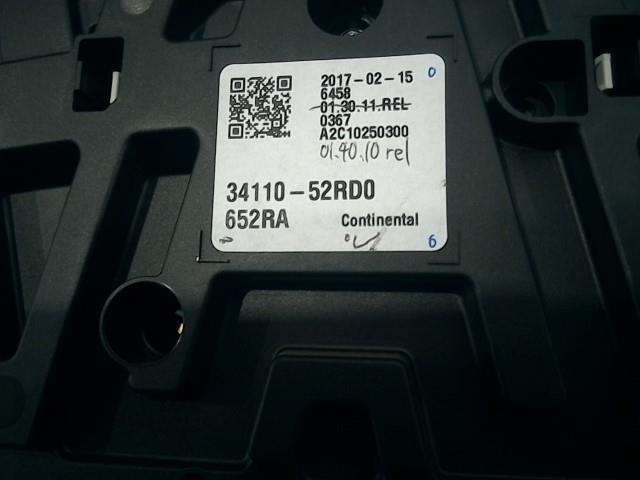 2017-02-15
6458
01.30.11.REL
0367
A2C10250300
01.40.10 rel
34110-52RD0
652RA
Continental
0
6